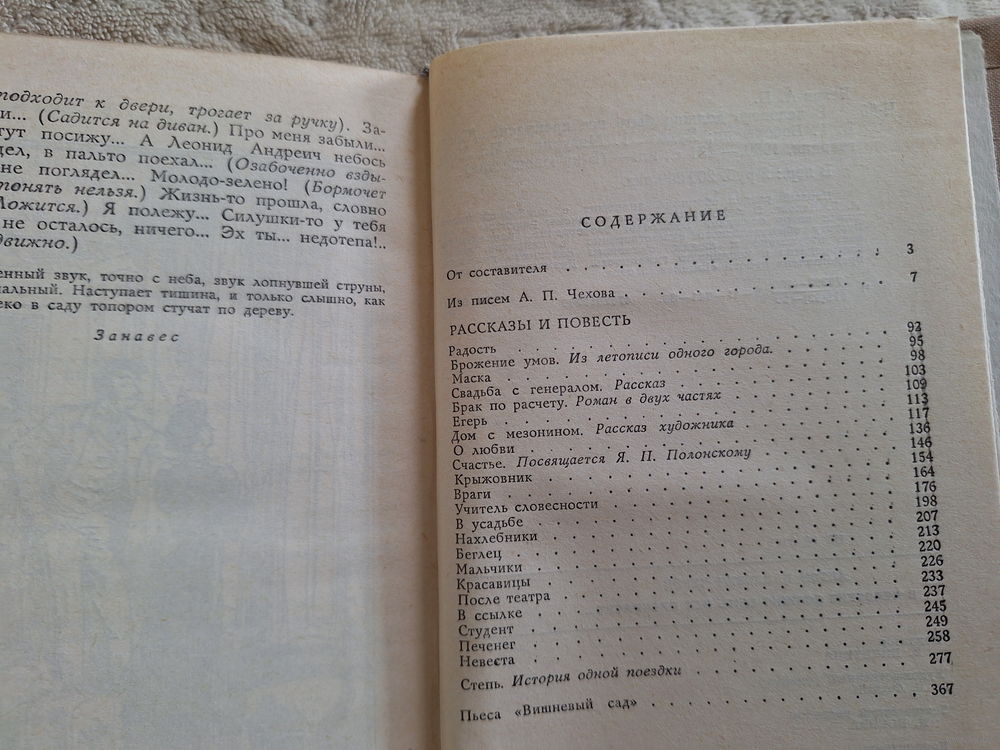 подходит к двери, трогает за ручку). За-
и... (Садится на диван.) Про меня забыли...
тут посижу... А Леонид Андреич небось
дел, в пальто поехал... (Озабоченно взды-
не поглядел... Молодо-зелено! (Бормочет
понять нельзя.) Жизнь-то прошла, словно
Ложится.) Я полежу... Силушки-то у тебя
не осталось, ничего... Эх ты... недотепа!..
движно.)
енный звук, точно с неба, звук лопнувшей струны,
чальный. Наступает тишина, и только слышно, как
еко в саду топором стучат по дереву.
Занавес
СОДЕРЖАНИЕ
От составителя . . . . . . . . . . . . . . . . 3
Из писем А. П. Чехова . . . . . . . . . . . . . 7
РАССКАЗЫ И ПОВЕСТЬ
Радость . . . . . . . . . . . . . . . . . . 92
Брожение умов. Из летописи одного города. . . . . 95
Маска . . . . . . . . . . . . . . . . . . 98
Свадьба с генералом. Рассказ . . . . . . . . . 103
Брак по расчету. Роман в двух частях . . . . . . 109
Егерь . . . . . . . . . . . . . . . . . . 113
Дом с мезонином. Рассказ художника . . . . . . 117
О любви . . . . . . . . . . . . . . . . . 136
Счастье. Посвящается Я. П. Полонскому . . . . . 146
Крыжовник . . . . . . . . . . . . . . . . 154
Враги . . . . . . . . . . . . . . . . . . 164
Учитель словесности . . . . . . . . . . . . . 176
В усадьбе . . . . . . . . . . . . . . . . . 198
Нахлебники . . . . . . . . . . . . . . . . 207
Беглец . . . . . . . . . . . . . . . . . . 213
Мальчики . . . . . . . . . . . . . . . . . 220
Красавицы . . . . . . . . . . . . . . . . 226
После театра . . . . . . . . . . . . . . . 233
В ссылке . . . . . . . . . . . . . . . . . 237
Студент . . . . . . . . . . . . . . . . . 245
Печенег . . . . . . . . . . . . . . . . . 249
Невеста . . . . . . . . . . . . . . . . . 258
Степь. История одной поездки . . . . . . . . . 277
Пьеса «Вишневый сад» . . . . . . . . . . . . 367